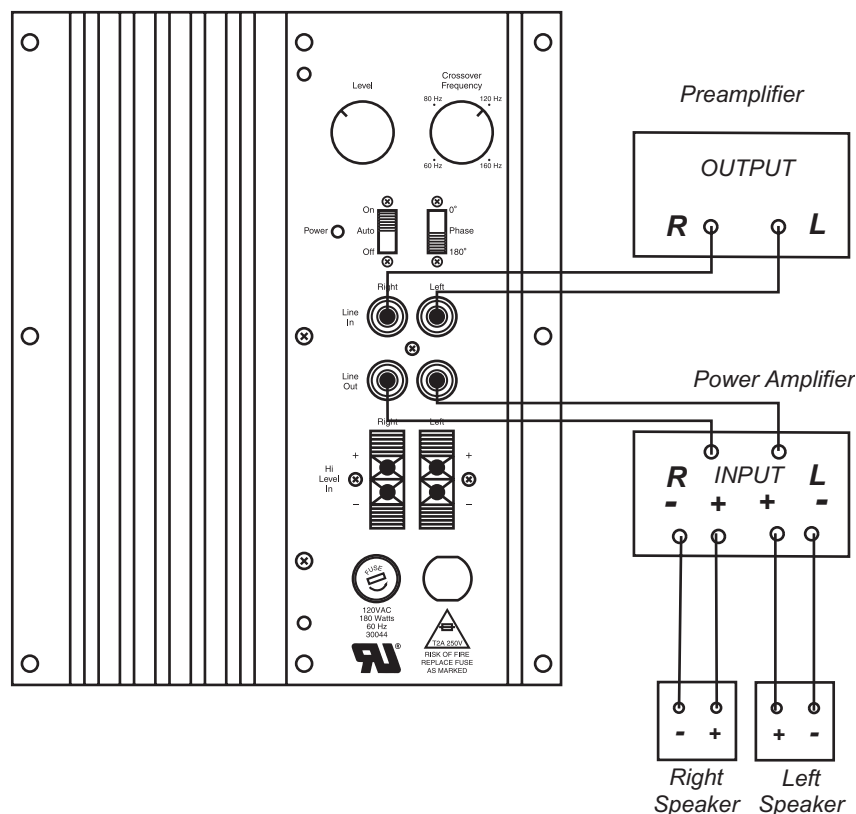 Level
Crossover
Frequency
80 Hz
120 Hz
60 Hz
160 Hz
On
Auto
Off
Power
0°
Phase
180°
Right
Left
Line
In
Line
Out
Right
Left
+
+
Hi
Level
In
–
–
FUSE
120VAC
180 Watts
60 Hz
30044
®
T2A 250V
RISK OF FIRE
REPLACE FUSE
AS MARKED
Preamplifier
OUTPUT
R L
Power Amplifier
R INPUT L
- + + -
- +
+ -
Right
Speaker
Left
Speaker